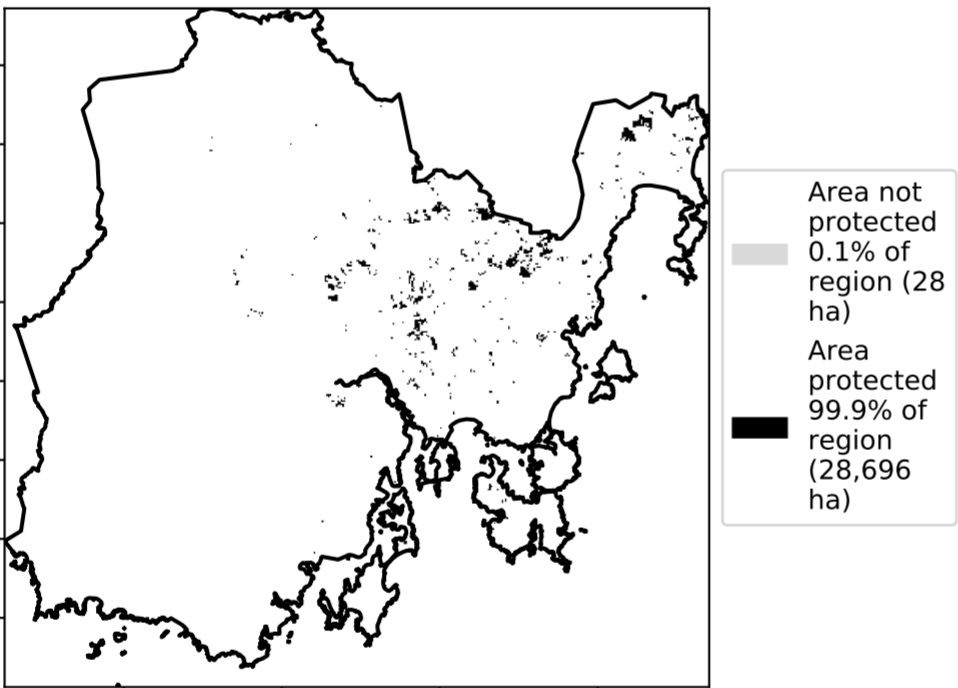 Area not
protected
0.1% of
region (28
ha)
Area
protected
99.9% of
region
(28,696
ha)